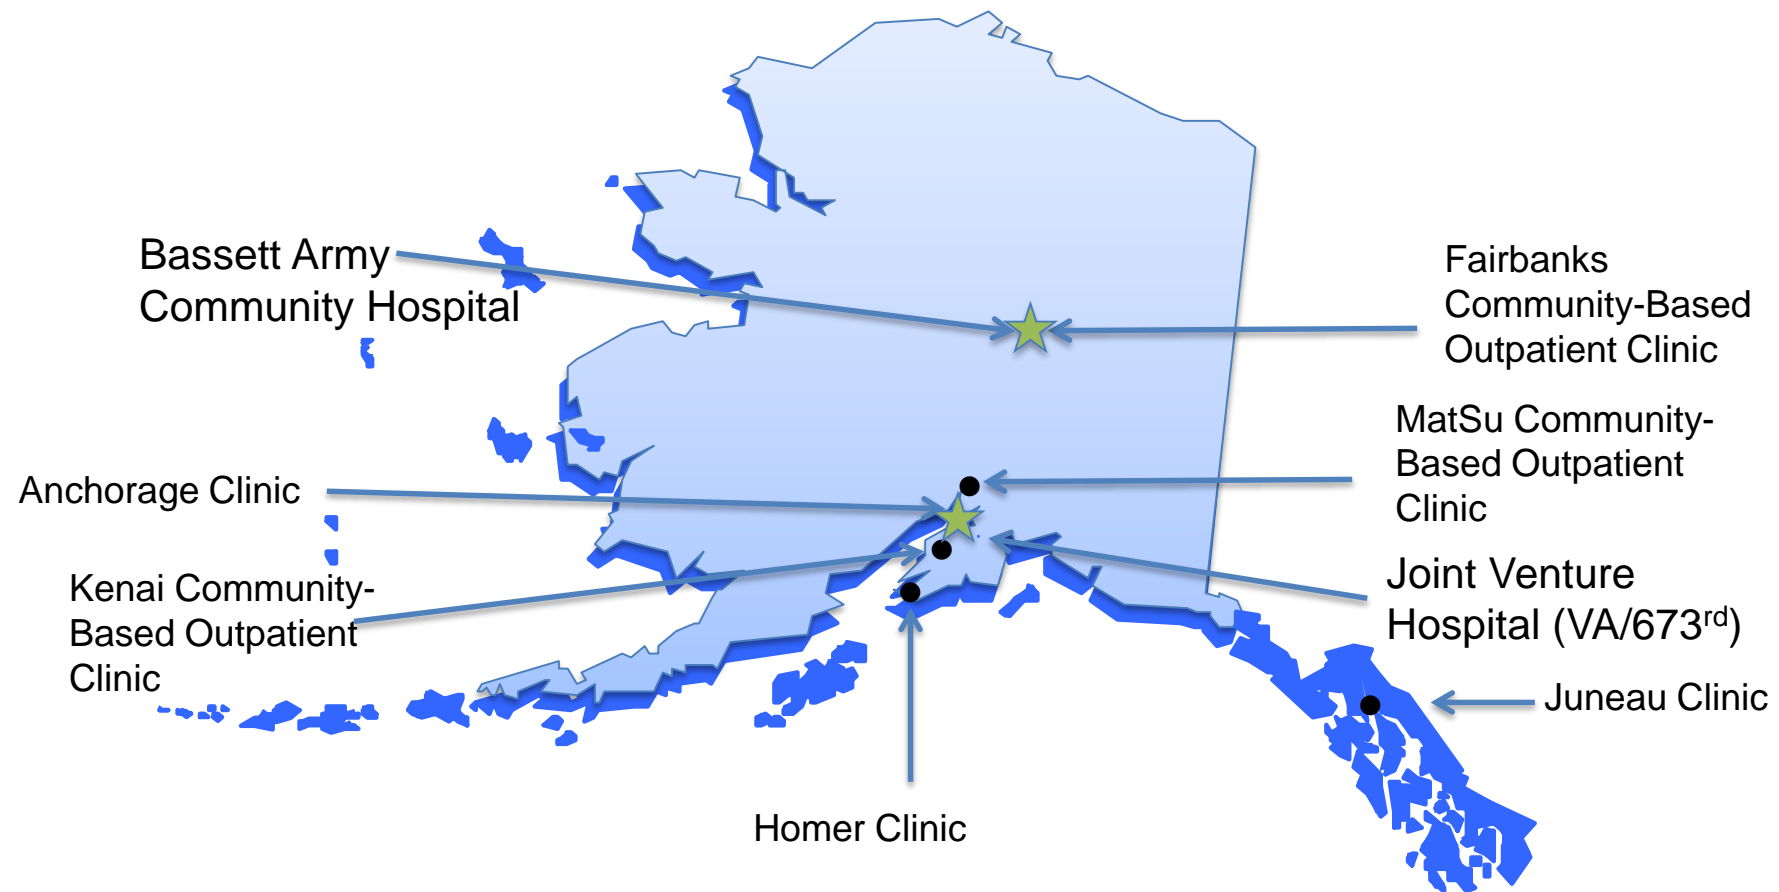 Bassett Army
Community Hospital
Fairbanks
Community-Based
Outpatient Clinic
MatSu Community-
Based Outpatient
Clinic
Anchorage Clinic
Kenai Community-
Based Outpatient
Clinic
Joint Venture
Hospital (VA/673rd)
Juneau Clinic
Homer Clinic